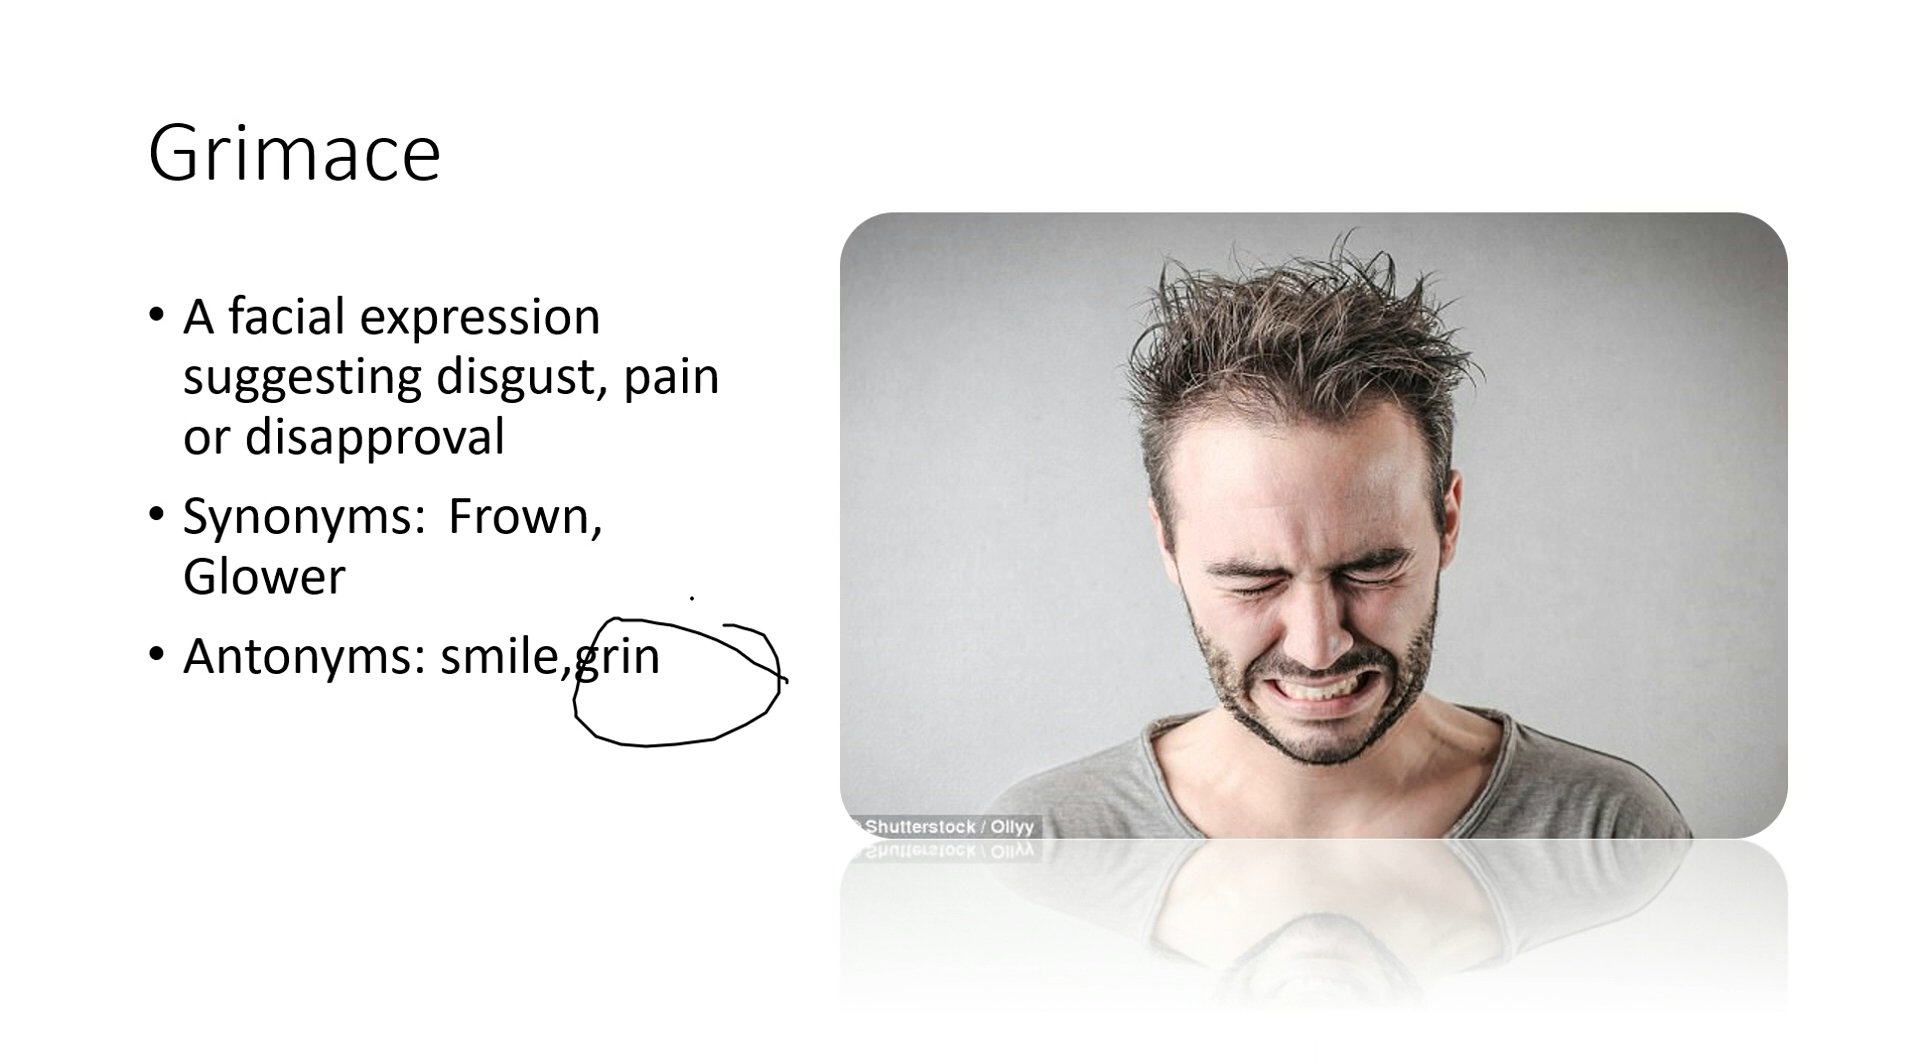 Grimace
• A facial expression
suggesting disgust, pain
or disapproval
• Synonyms: Frown,
Glower
• Antonyms: smile,grin
© Shutterstock / Ollyy